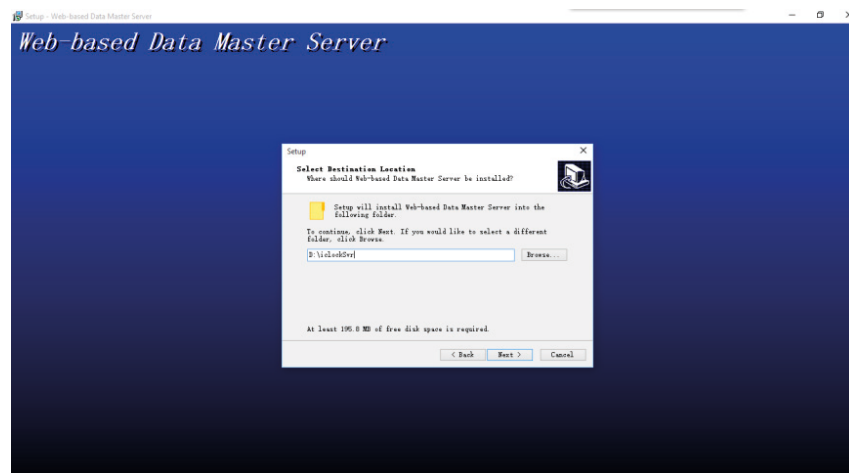 Setup - Web-based Data Master Server
Web-based Data Master Server
Setup
Select Destination Location
Where should Web-based Data Master Server be installed?
Setup will install Web-based Data Master Server into the
following folder.
To continue, click Next. If you would like to select a different
folder, click Browse.
D:\iclockSvr
Browse...
At least 195.8 MB of free disk space is required.
< Back
Next >
Cancel